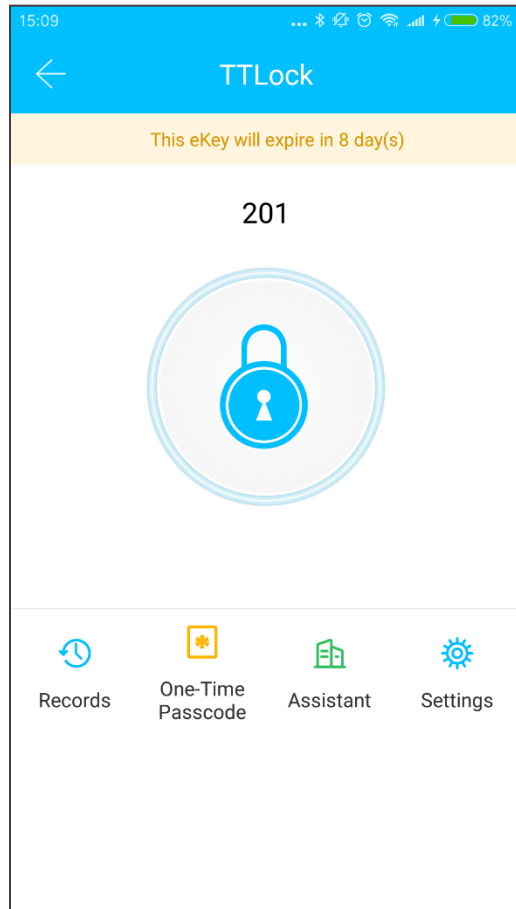 15:09 ... 82%
TTLock
This eKey will expire in 8 day(s)
201
Records
One-Time
Passcode
Assistant
Settings